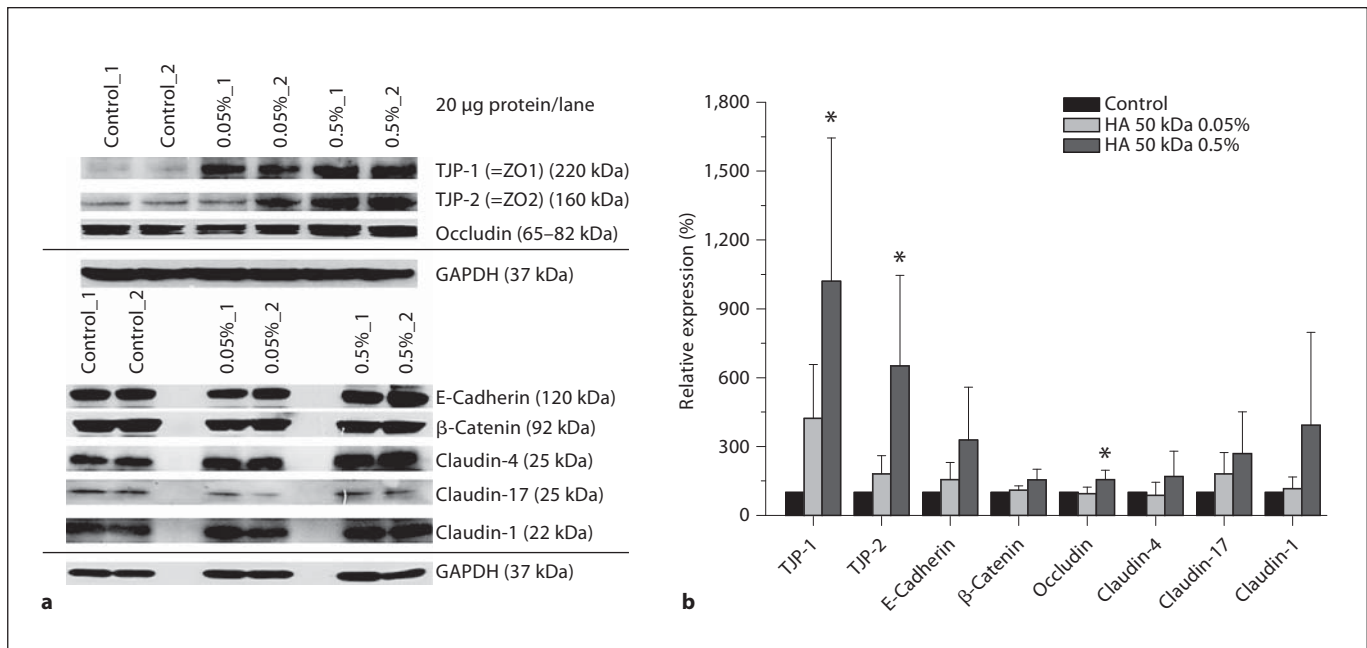 Control_1
Control_2
0.05%_1
0.05%_2
0.5%_1
0.5%_2
20 µg protein/lane
TJP-1 (=ZO1) (220 kDa)
TJP-2 (=ZO2) (160 kDa)
Occludin (65–82 kDa)
GAPDH (37 kDa)
Control_1
Control_2
0.05%_1
0.05%_2
0.5%_1
0.5%_2
E-Cadherin (120 kDa)
β-Catenin (92 kDa)
Claudin-4 (25 kDa)
Claudin-17 (25 kDa)
Claudin-1 (22 kDa)
GAPDH (37 kDa)
a
Control
HA 50 kDa 0.05%
HA 50 kDa 0.5%
Relative expression (%)
1,800
1,500
1,200
900
600
300
0
*
*
*
TJP-1
TJP-2
E-Cadherin
β-Catenin
Occludin
Claudin-4
Claudin-17
Claudin-1
b